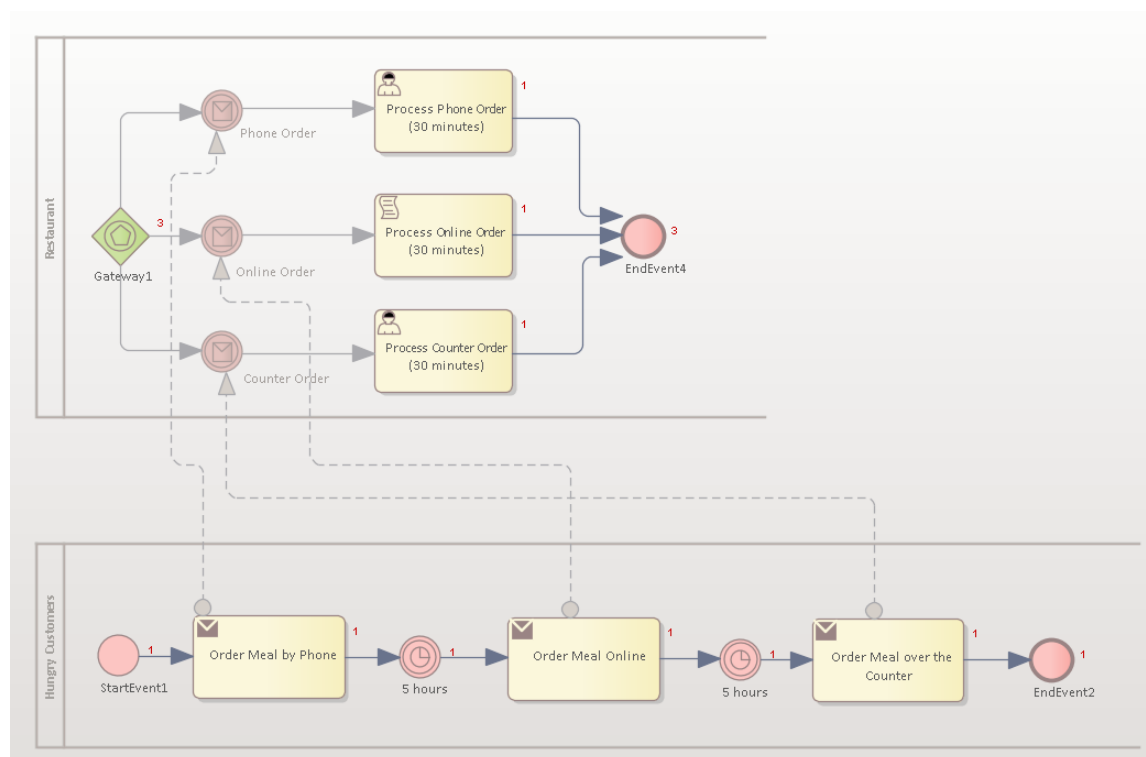 Restaurant
Phone Order
Process Phone Order
(30 minutes)
1
Gateway1
3
Online Order
Process Online Order
(30 minutes)
1
EndEvent4
3
Counter Order
Process Counter Order
(30 minutes)
1
Hungry Customers
StartEvent1
1
Order Meal by Phone
1
5 hours
1
Order Meal Online
1
5 hours
1
Order Meal over the
Counter
1
EndEvent2
1